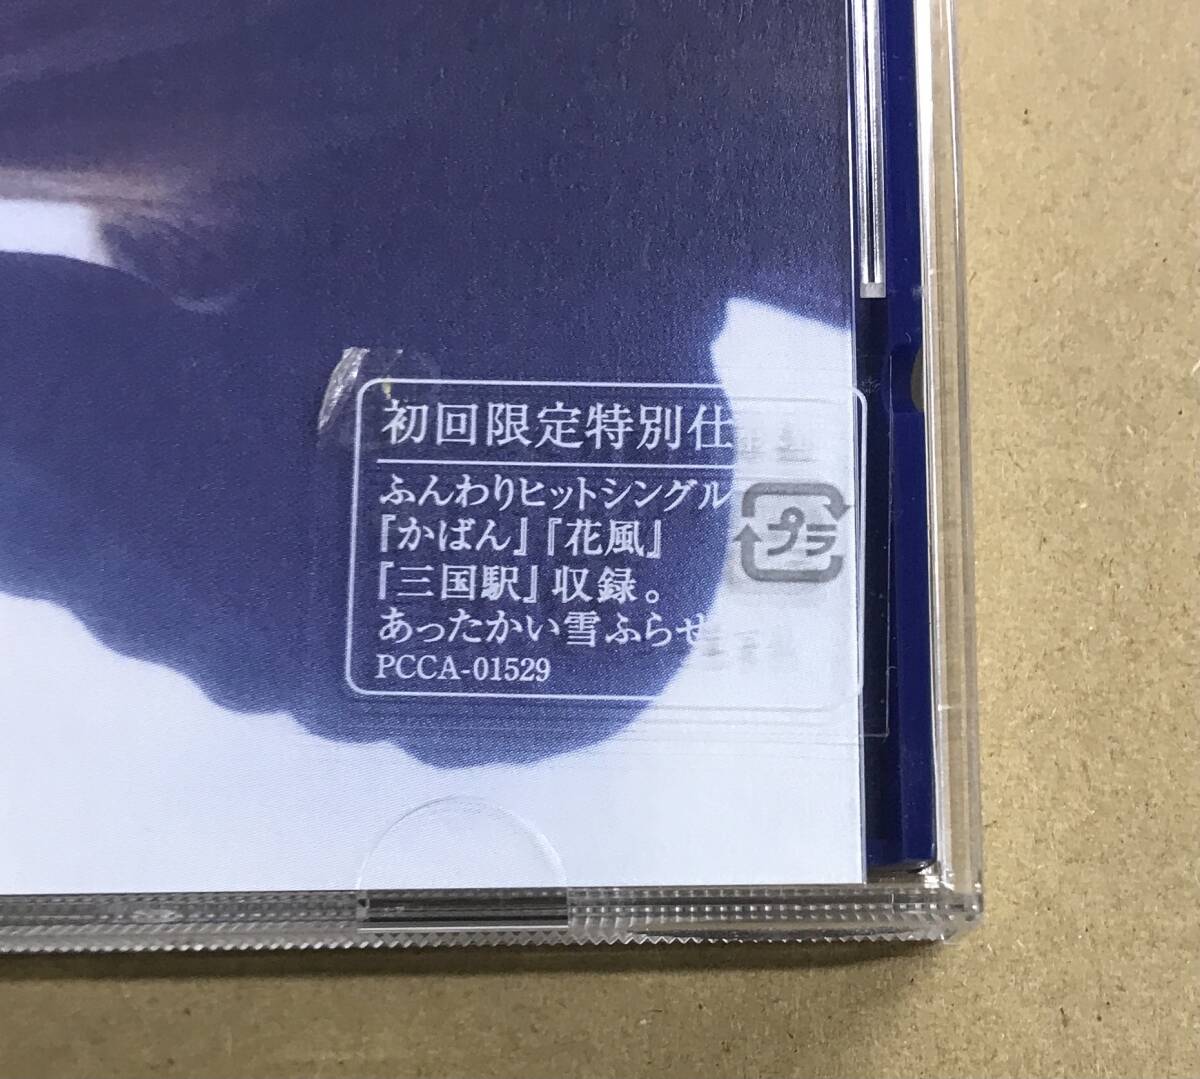 初回限定特別仕
ふんわりヒットシングル
『かばん』『花風』
『三国駅』収録。
あったかい雪ふらせ
PCCA-01529
プラ